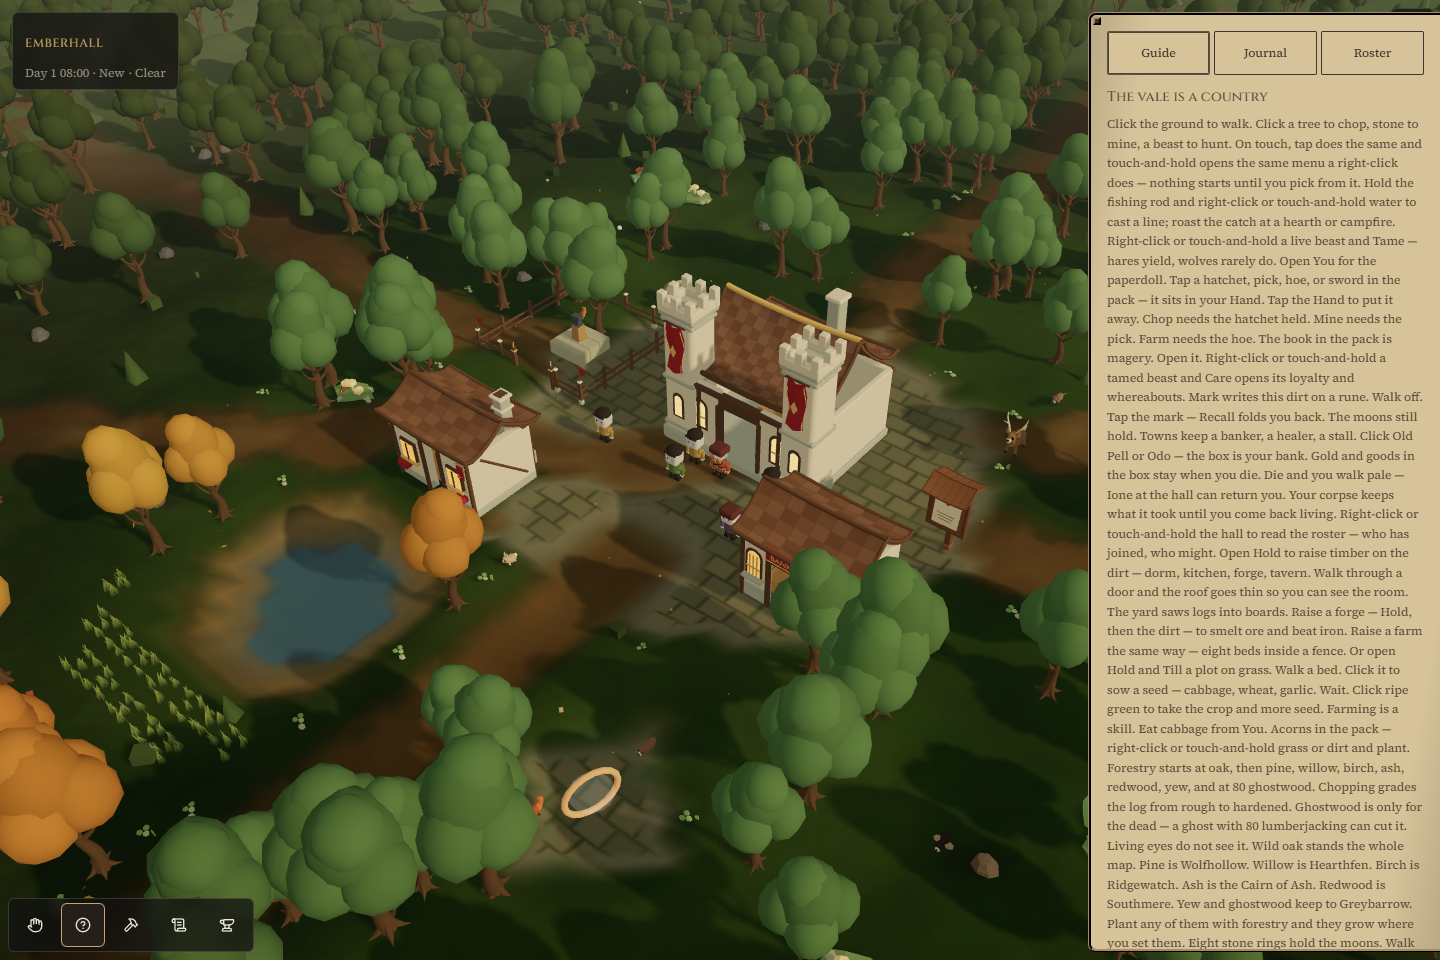 EMBERHALL
Day 1 08:00 · New · Clear
Guide
Journal
Roster
The vale is a country
Click the ground to walk. Click a tree to chop, stone to
mine, a beast to hunt. On touch, tap does the same and
touch-and-hold opens the same menu a right-click
does — nothing starts until you pick from it. Hold the
fishing rod and right-click or touch-and-hold water to
cast a line; roast the catch at a hearth or campfire.
Right-click or touch-and-hold a live beast and Tame —
hares yield, wolves rarely do. Open You for the
paperdoll. Tap a hatchet, pick, hoe, or sword in the
pack — it sits in your Hand. Tap the Hand to put it
away. Chop needs the hatchet held. Mine needs the
pick. Farm needs the hoe. The book in the pack is
magery. Open it. Right-click or touch-and-hold a
tamed beast and Care opens its loyalty and
whereabouts. Mark writes this dirt on a rune. Walk off.
Tap the mark — Recall folds you back. The moons still
hold. Towns keep a banker, a healer, a stall. Click Old
Pell or Odo — the box is your bank. Gold and goods in
the box stay when you die. Die and you walk pale —
Ione at the hall can return you. Your corpse keeps
what it took until you come back living. Right-click or
touch-and-hold the hall to read the roster — who has
joined, who might. Open Hold to raise timber on the
dirt — dorm, kitchen, forge, tavern. Walk through a
door and the roof goes thin so you can see the room.
The yard saws logs into boards. Raise a forge — Hold,
then the dirt — to smelt ore and beat iron. Raise a farm
the same way — eight beds inside a fence. Or open
Hold and Till a plot on grass. Walk a bed. Click it to
sow a seed — cabbage, wheat, garlic. Wait. Click ripe
green to take the crop and more seed. Farming is a
skill. Eat cabbage from You. Acorns in the pack —
right-click or touch-and-hold grass or dirt and plant.
Forestry starts at oak, then pine, willow, birch, ash,
redwood, yew, and at 80 ghostwood. Chopping grades
the log from rough to hardened. Ghostwood is only for
the dead — a ghost with 80 lumberjacking can cut it.
Living eyes do not see it. Wild oak stands the whole
map. Pine is Wolfhollow. Willow is Hearthfen. Birch is
Ridgewatch. Ash is the Cairn of Ash. Redwood is
Southmere. Yew and ghostwood keep to Greybarrow.
Plant any of them with forestry and they grow where
you set them. Eight stone rings hold the moons. Walk
BANK